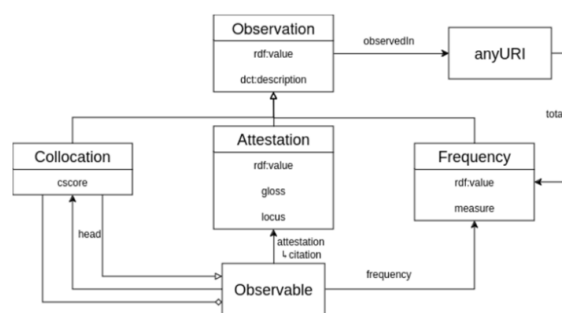 Observation
rdf:value
dct:description
observedIn
anyURI
Collocation
cscore
Attestation
rdf:value
gloss
locus
Frequency
rdf:value
measure
head
attestation
↳ citation
Observable
frequency